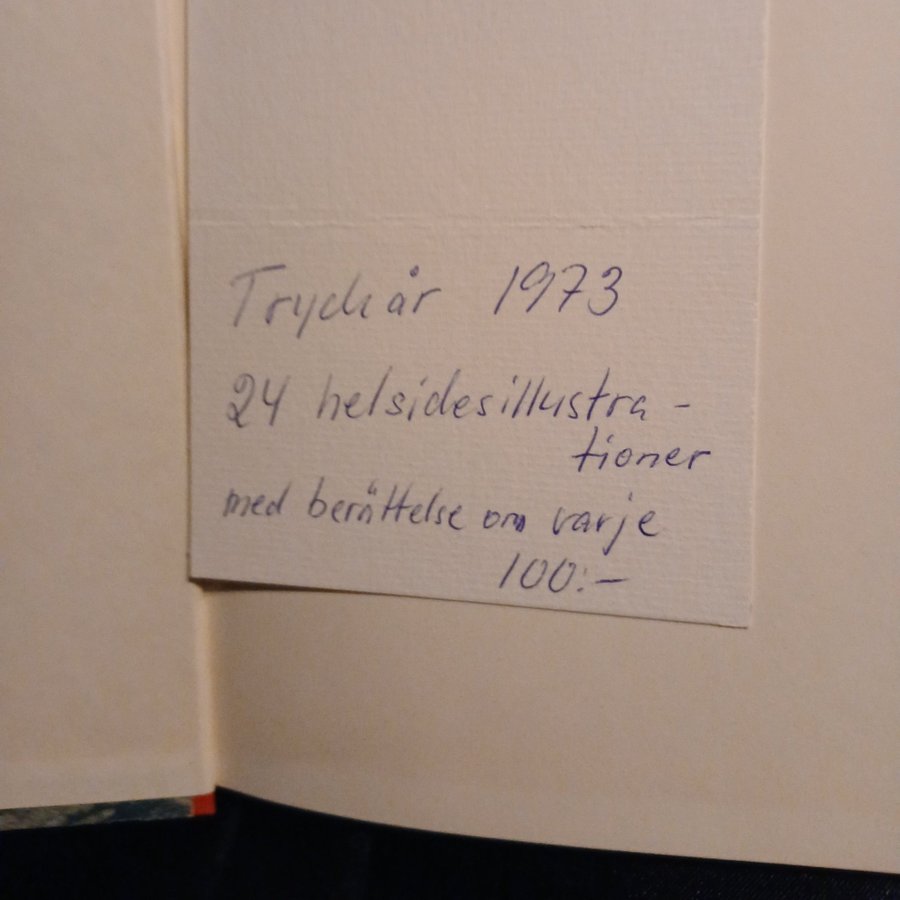 Tryckår 1973
24 helsidesillustra-
tioner
med berättelse om varje
100:-